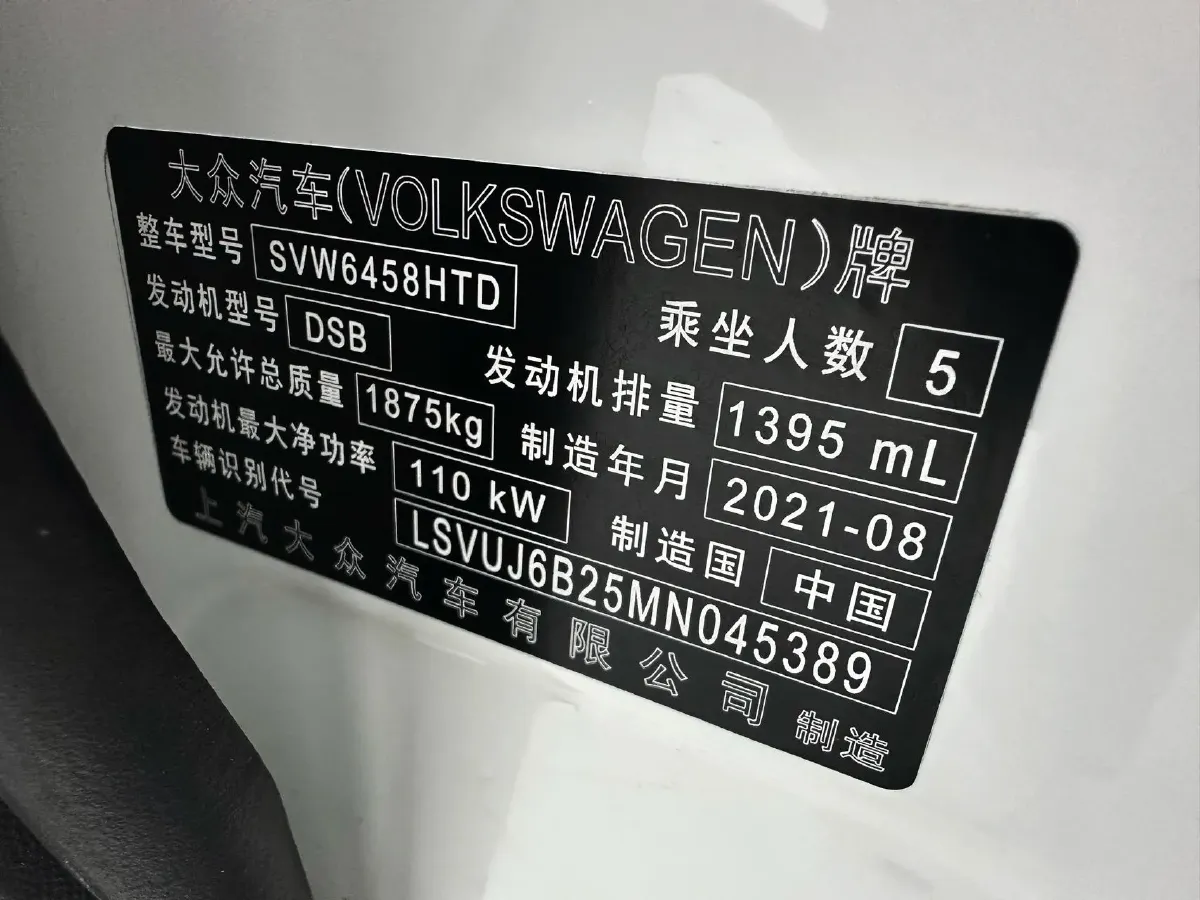 大众汽车(VOLKSWAGEN)牌
整车型号 SVW6458HTD 乘坐人数 5
发动机型号 DSB 发动机排量 1395 mL
最大允许总质量 1875kg 制造年月 2021-08
发动机最大净功率 110 kW 制造国 中国
车辆识别代号 LSVUJ6B25MN045389
上汽大众汽车有限公司 制造